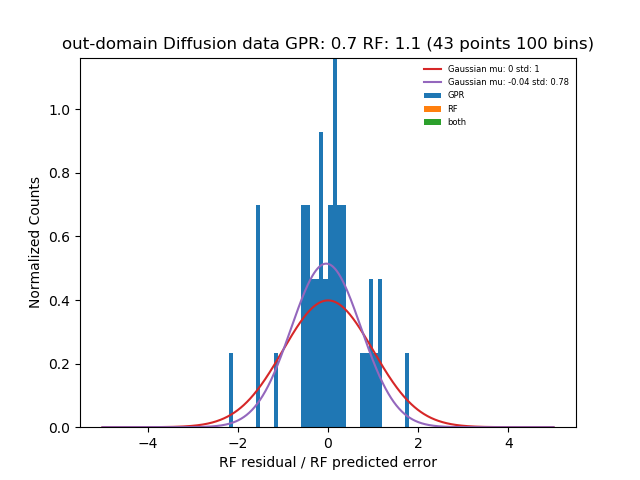 out-domain Diffusion data GPR: 0.7 RF: 1.1 (43 points 100 bins)
Gaussian mu: 0 std: 1
Gaussian mu: -0.04 std: 0.78
GPR
RF
both
Normalized Counts
1.0
0.8
0.6
0.4
0.2
0.0
−4
−2
0
2
4
RF residual / RF predicted error